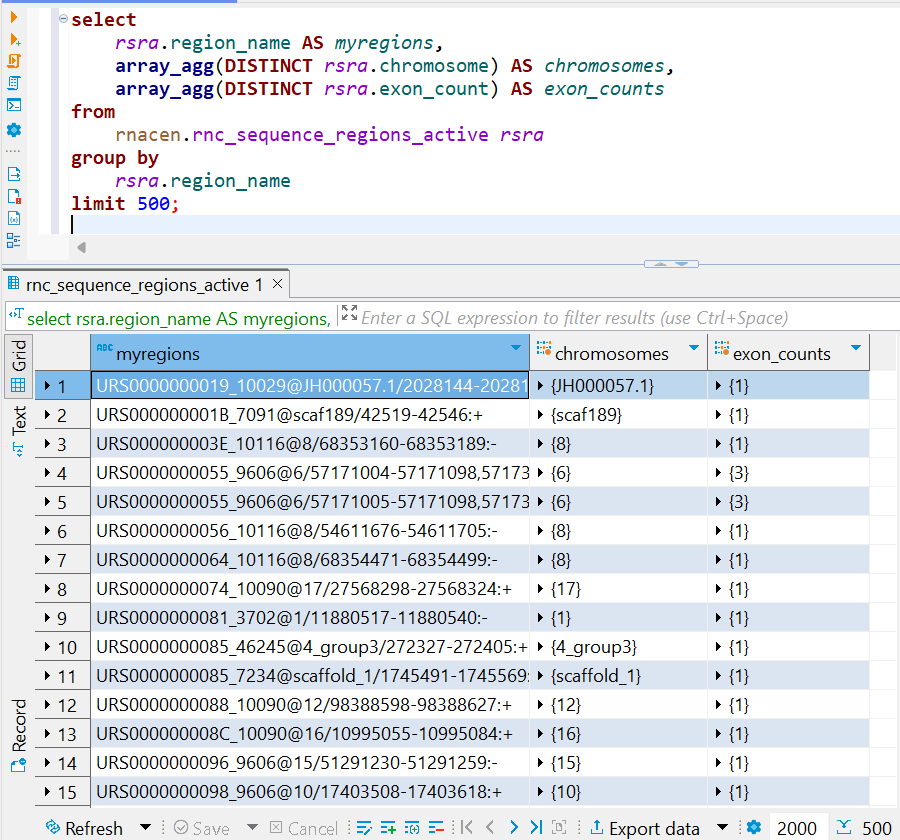 select
rsra.region_name AS myregions,
array_agg(DISTINCT rsra.chromosome) AS chromosomes,
array_agg(DISTINCT rsra.exon_count) AS exon_counts
from
rnacen.rnc_sequence_regions_active rsra
group by
rsra.region_name
limit 500;
rnc_sequence_regions_active 1
select rsra.region_name AS myregions, Enter a SQL expression to filter results (use Ctrl+Space)
Grid
Text
Record
ABC myregions chromosomes exon_counts
1 URS0000000019_10029@JH000057.1/2028144-20281 {JH000057.1} {1}
2 URS000000001B_7091@scaf189/42519-42546:+ {scaf189} {1}
3 URS000000003E_10116@8/68353160-68353189:- {8} {1}
4 URS0000000055_9606@6/57171004-57171098,57173 {6} {3}
5 URS0000000055_9606@6/57171005-57171098,57173 {6} {3}
6 URS0000000056_10116@8/54611676-54611705:- {8} {1}
7 URS0000000064_10116@8/68354471-68354499:- {8} {1}
8 URS0000000074_10090@17/27568298-27568324:+ {17} {1}
9 URS0000000081_3702@1/11880517-11880540:- {1} {1}
10 URS0000000085_46245@4_group3/272327-272405:+ {4_group3} {1}
11 URS0000000085_7234@scaffold_1/1745491-1745569: {scaffold_1} {1}
12 URS0000000088_10090@12/98388598-98388627:+ {12} {1}
13 URS000000008C_10090@16/10995055-10995084:+ {16} {1}
14 URS0000000096_9606@15/51291230-51291259:- {15} {1}
15 URS0000000098_9606@10/17403508-17403618:+ {10} {1}
Refresh Save Cancel Export data 2000 500